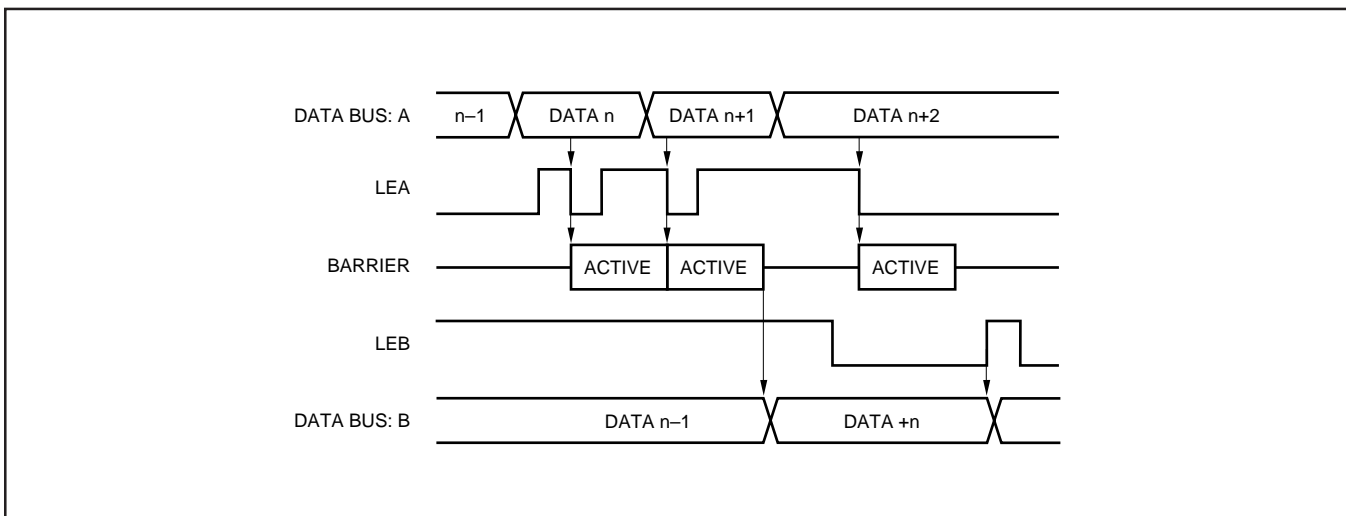 DATA BUS: A n–1 DATA n DATA n+1 DATA n+2
LEA
BARRIER ACTIVE ACTIVE ACTIVE
LEB
DATA BUS: B DATA n–1 DATA +n